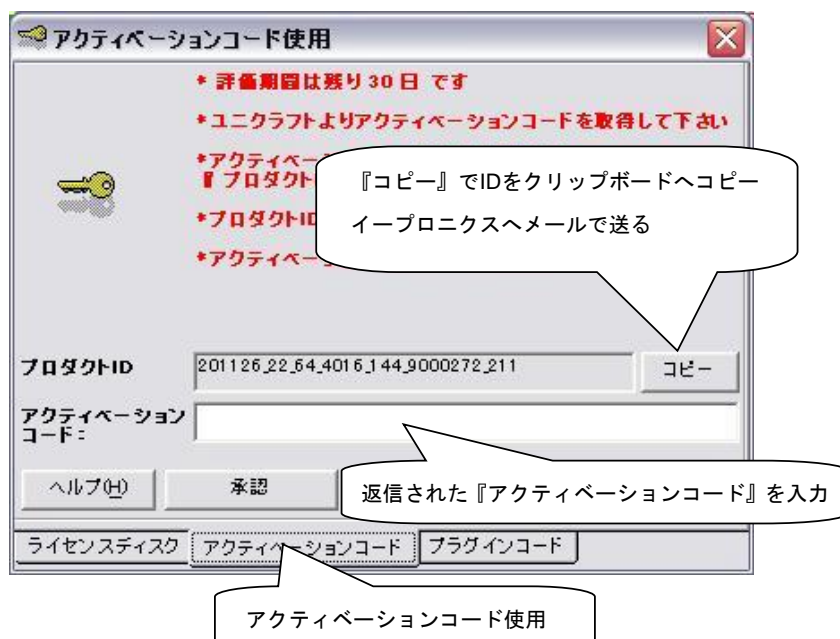 アクティベーションコード使用
* 評価期間は残り 30 日 です
*ユニクラフトよりアクティベーションコードを取得して下さい
*アクティベーシ
『プロダクト
*プロダクトID
*アクティベーシ
『コピー』でIDをクリップボードへコピー
イープロニクスへメールで送る
プロダクトID
201126_22_64_4016_144_9000272_211
コピー
アクティベーション
コード:
返信された『アクティベーションコード』を入力
ヘルプ(H)
承認
ライセンスディスク
アクティベーションコード
プラグインコード
アクティベーションコード使用